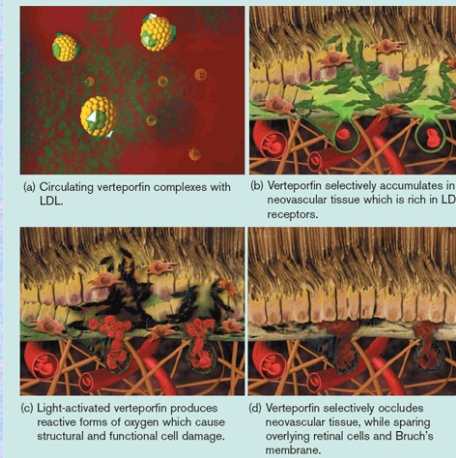 (a) Circulating verteporfin complexes with
LDL.
(b) Verteporfin selectively accumulates in
neovascular tissue which is rich in LD
receptors.
(c) Light-activated verteporfin produces
reactive forms of oxygen which cause
structural and functional cell damage.
(d) Verteporfin selectively occludes
neovascular tissue, while sparing
overlying retinal cells and Bruch's
membrane.